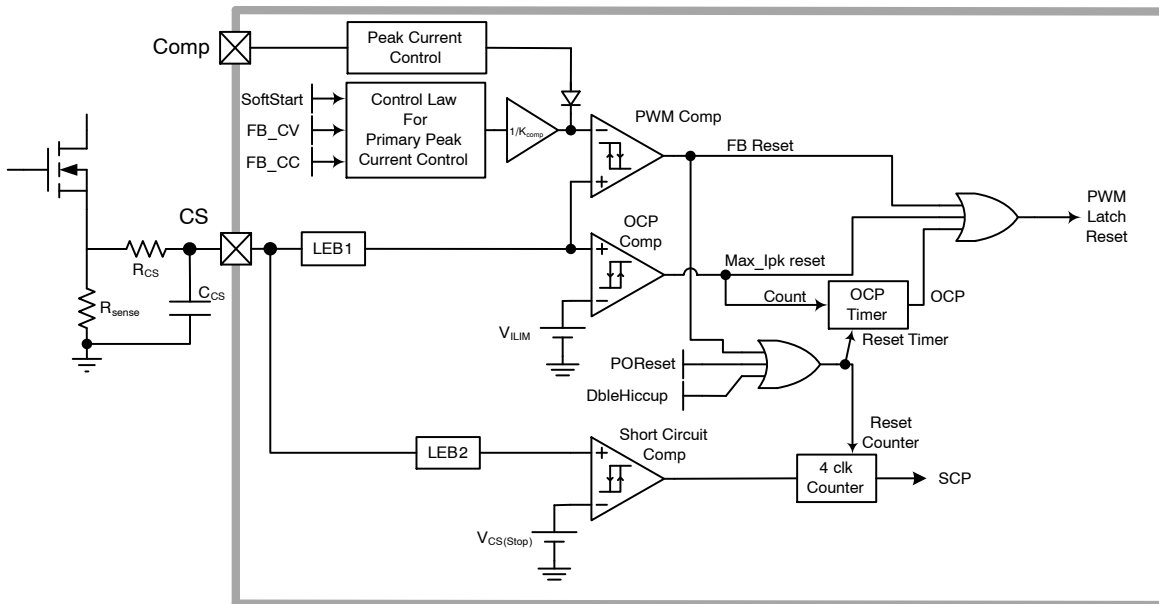 Comp
Peak Current
Control
SoftStart
FB_CV
FB_CC
Control Law
For
Primary Peak
Current Control
1/Kcomp
PWM Comp
FB Reset
PWM
Latch
Reset
CS
LEB1
OCP
Comp
Max_Ipk reset
Count
OCP
Timer
OCP
Reset Timer
RCS
CCS
Rsense
VILIM
POReset
DbleHiccup
Reset
Counter
LEB2
Short Circuit
Comp
4 clk
Counter
SCP
VCS(Stop)
+
−
+
−
+
−